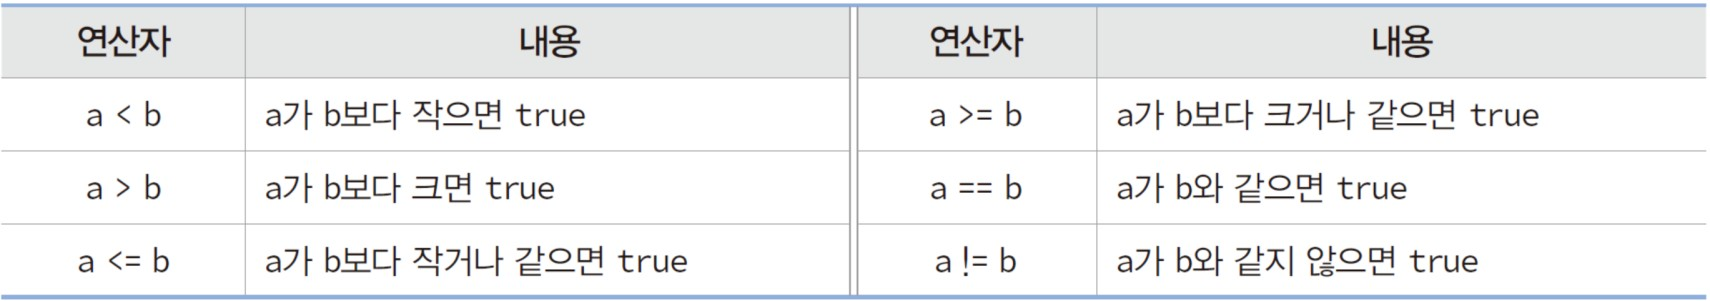 연산자 내용 연산자 내용
a < b a가 b보다 작으면 true a >= b a가 b보다 크거나 같으면 true
a > b a가 b보다 크면 true a == b a가 b와 같으면 true
a <= b a가 b보다 작거나 같으면 true a != b a가 b와 같지 않으면 true